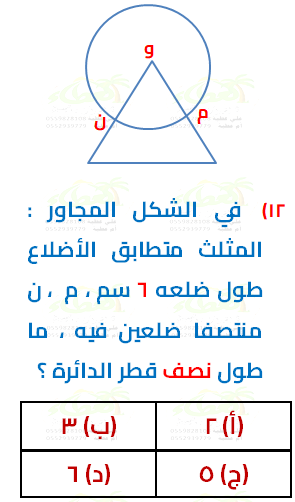 و
ن
م
١٢) في الشكل المجاور :
المثلث متطابق الأضلاع
طول ضلعه ٦ سم ، م ، ن
منتصفا ضلعين فيه ، ما
طول نصف قطر الدائرة ؟
(أ) ٢
(ب) ٣
(ج) ٥
(د) ٦